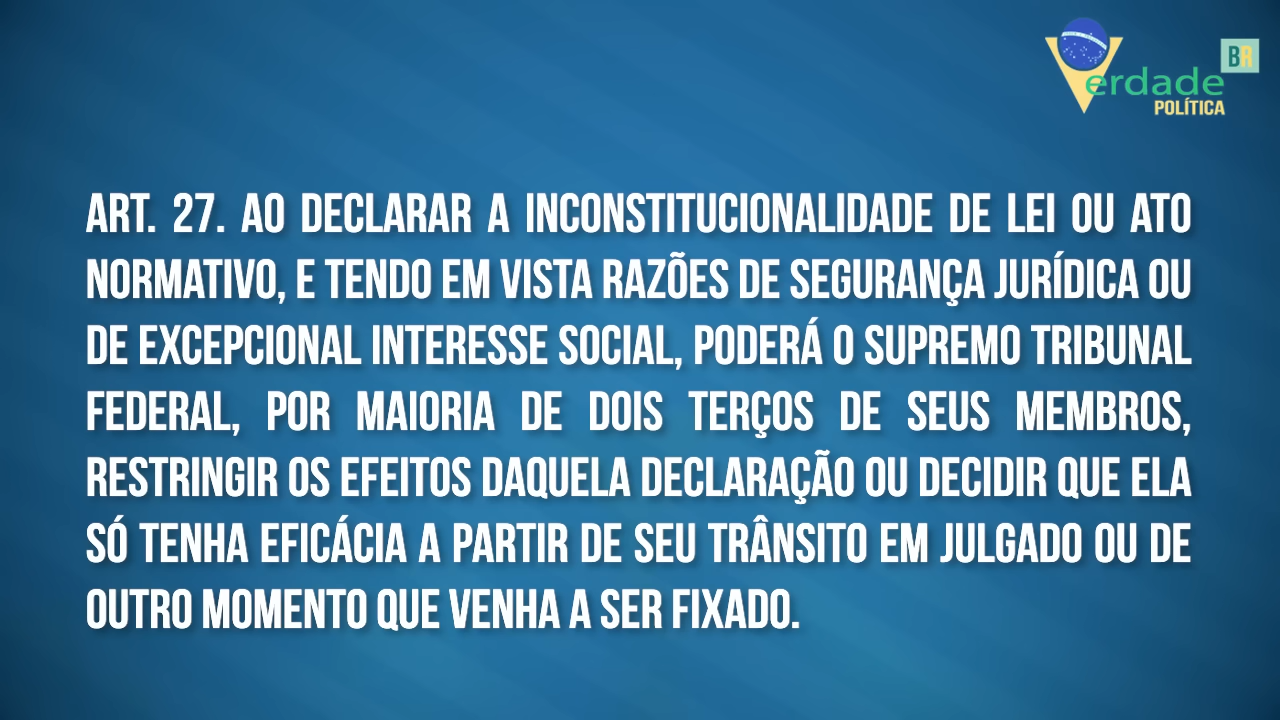 BR
Verdade
POLÍTICA
ART. 27. AO DECLARAR A INCONSTITUCIONALIDADE DE LEI OU ATO
NORMATIVO, E TENDO EM VISTA RAZÕES DE SEGURANÇA JURÍDICA OU
DE EXCEPCIONAL INTERESSE SOCIAL, PODERÁ O SUPREMO TRIBUNAL
FEDERAL, POR MAIORIA DE DOIS TERÇOS DE SEUS MEMBROS,
RESTRINGIR OS EFEITOS DAQUELA DECLARAÇÃO OU DECIDIR QUE ELA
SÓ TENHA EFICÁCIA A PARTIR DE SEU TRÂNSITO EM JULGADO OU DE
OUTRO MOMENTO QUE VENHA A SER FIXADO.